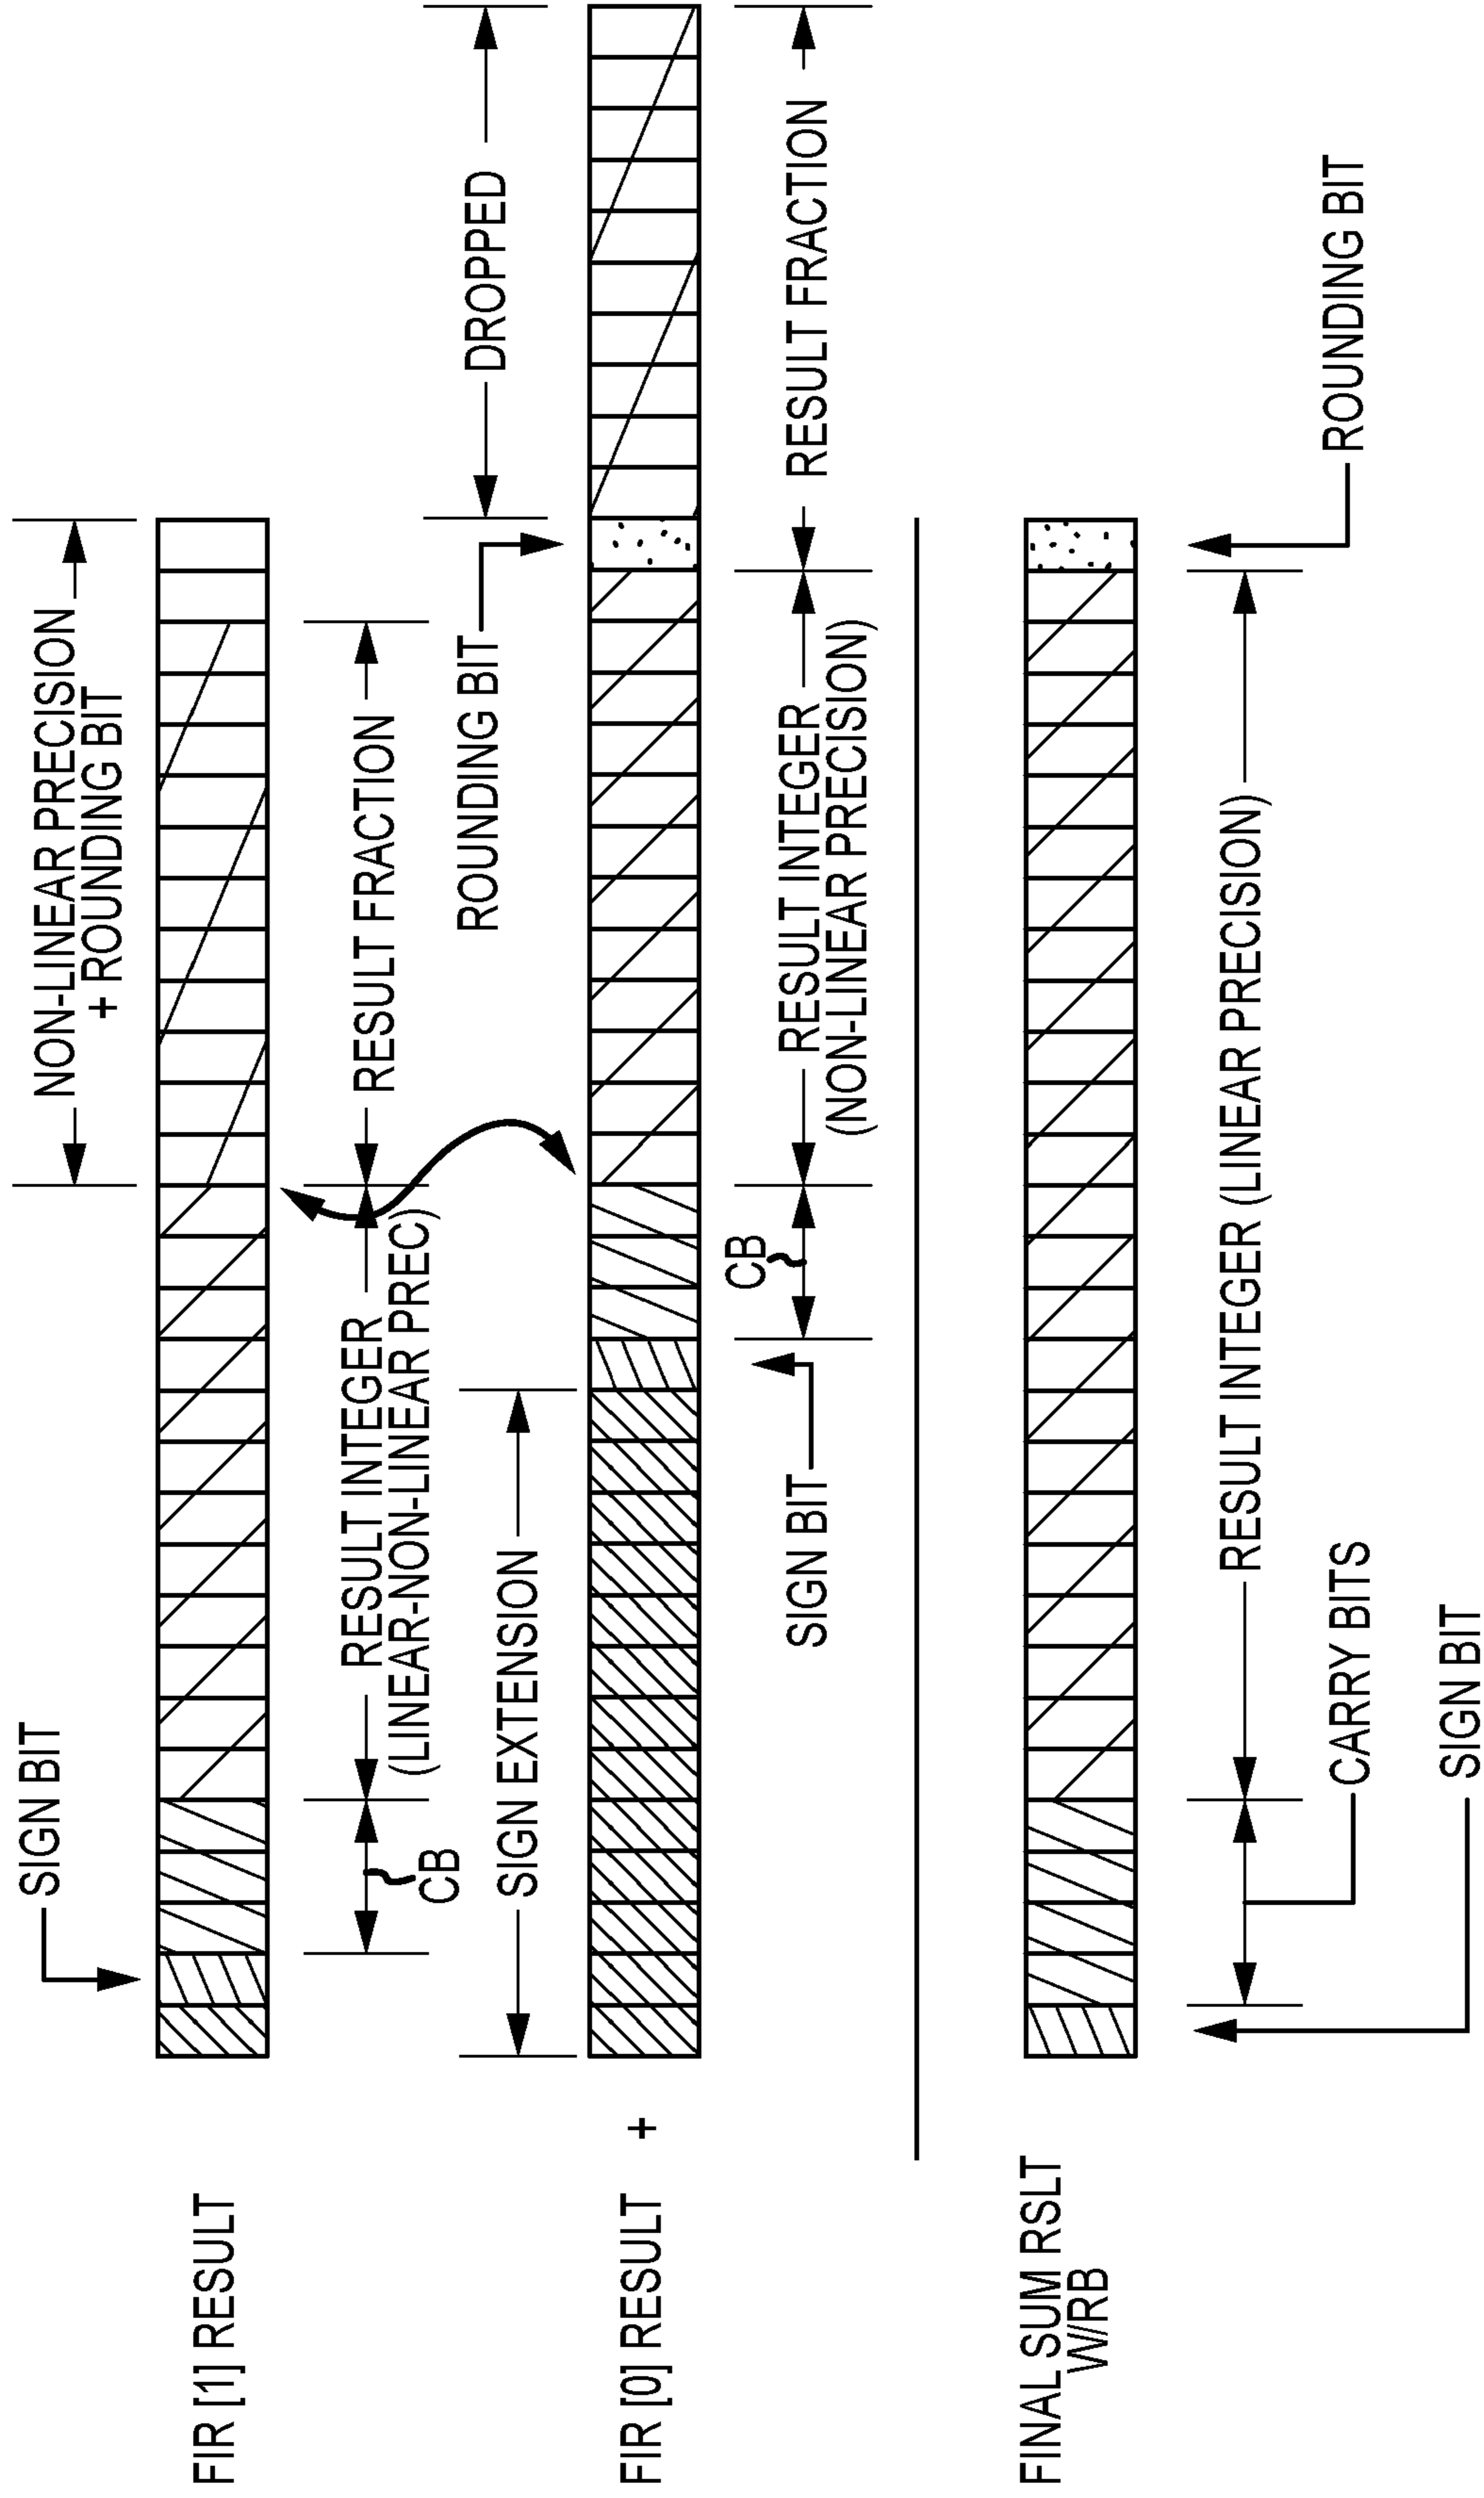 NON-LINEAR PRECISION
+ ROUNDING BIT
SIGN BIT
FIR [1] RESULT
RESULT FRACTION
RESULT INTEGER
(LINEAR-NON-LINEAR PREC)
CB
DROPPED
ROUNDING BIT
SIGN EXTENSION
FIR [0] RESULT
+
CB
RESULT FRACTION
RESULT INTEGER
(NON-LINEAR PRECISION)
SIGN BIT
FINAL SUM RSLT
W/RB
RESULT INTEGER (LINEAR PRECISION)
ROUNDING BIT
CARRY BITS
SIGN BIT